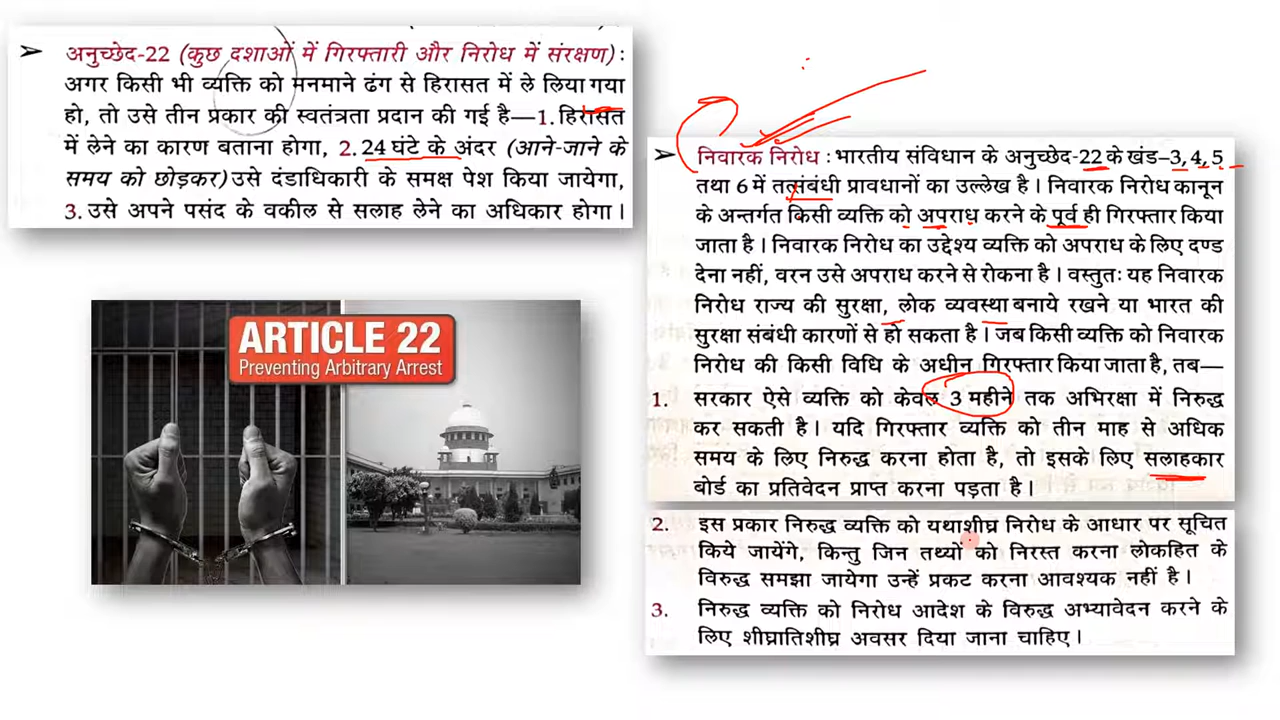 अनुच्छेद-22 (कुछ दशाओं में गिरफ्तारी और निरोध में संरक्षण) :
अगर किसी भी व्यक्ति को मनमाने ढंग से हिरासत में ले लिया गया
हो, तो उसे तीन प्रकार की स्वतंत्रता प्रदान की गई है—1. हिरासत
में लेने का कारण बताना होगा, 2. 24 घंटे के अंदर (आने-जाने के
समय को छोड़कर) उसे दंडाधिकारी के समक्ष पेश किया जायेगा,
3. उसे अपने पसंद के वकील से सलाह लेने का अधिकार होगा।
ARTICLE 22
Preventing Arbitrary Arrest
निवारक निरोध : भारतीय संविधान के अनुच्छेद-22 के खंड–3, 4, 5
तथा 6 में तत्संबंधी प्रावधानों का उल्लेख है। निवारक निरोध कानून
के अन्तर्गत किसी व्यक्ति को अपराध करने के पूर्व ही गिरफ्तार किया
जाता है। निवारक निरोध का उद्देश्य व्यक्ति को अपराध के लिए दण्ड
देना नहीं, वरन उसे अपराध करने से रोकना है। वस्तुतः यह निवारक
निरोध राज्य की सुरक्षा, लोक व्यवस्था बनाये रखने या भारत की
सुरक्षा संबंधी कारणों से हो सकता है। जब किसी व्यक्ति को निवारक
निरोध की किसी विधि के अधीन गिरफ्तार किया जाता है, तब—
1. सरकार ऐसे व्यक्ति को केवल 3 महीने तक अभिरक्षा में निरुद्ध
कर सकती है। यदि गिरफ्तार व्यक्ति को तीन माह से अधिक
समय के लिए निरुद्ध करना होता है, तो इसके लिए सलाहकार
बोर्ड का प्रतिवेदन प्राप्त करना पड़ता है।
2. इस प्रकार निरुद्ध व्यक्ति को यथाशीघ्र निरोध के आधार पर सूचित
किये जायेंगे, किन्तु जिन तथ्यों को निरस्त करना लोकहित के
विरुद्ध समझा जायेगा उन्हें प्रकट करना आवश्यक नहीं है।
3. निरुद्ध व्यक्ति को निरोध आदेश के विरुद्ध अभ्यावेदन करने के
लिए शीघ्रातिशीघ्र अवसर दिया जाना चाहिए।